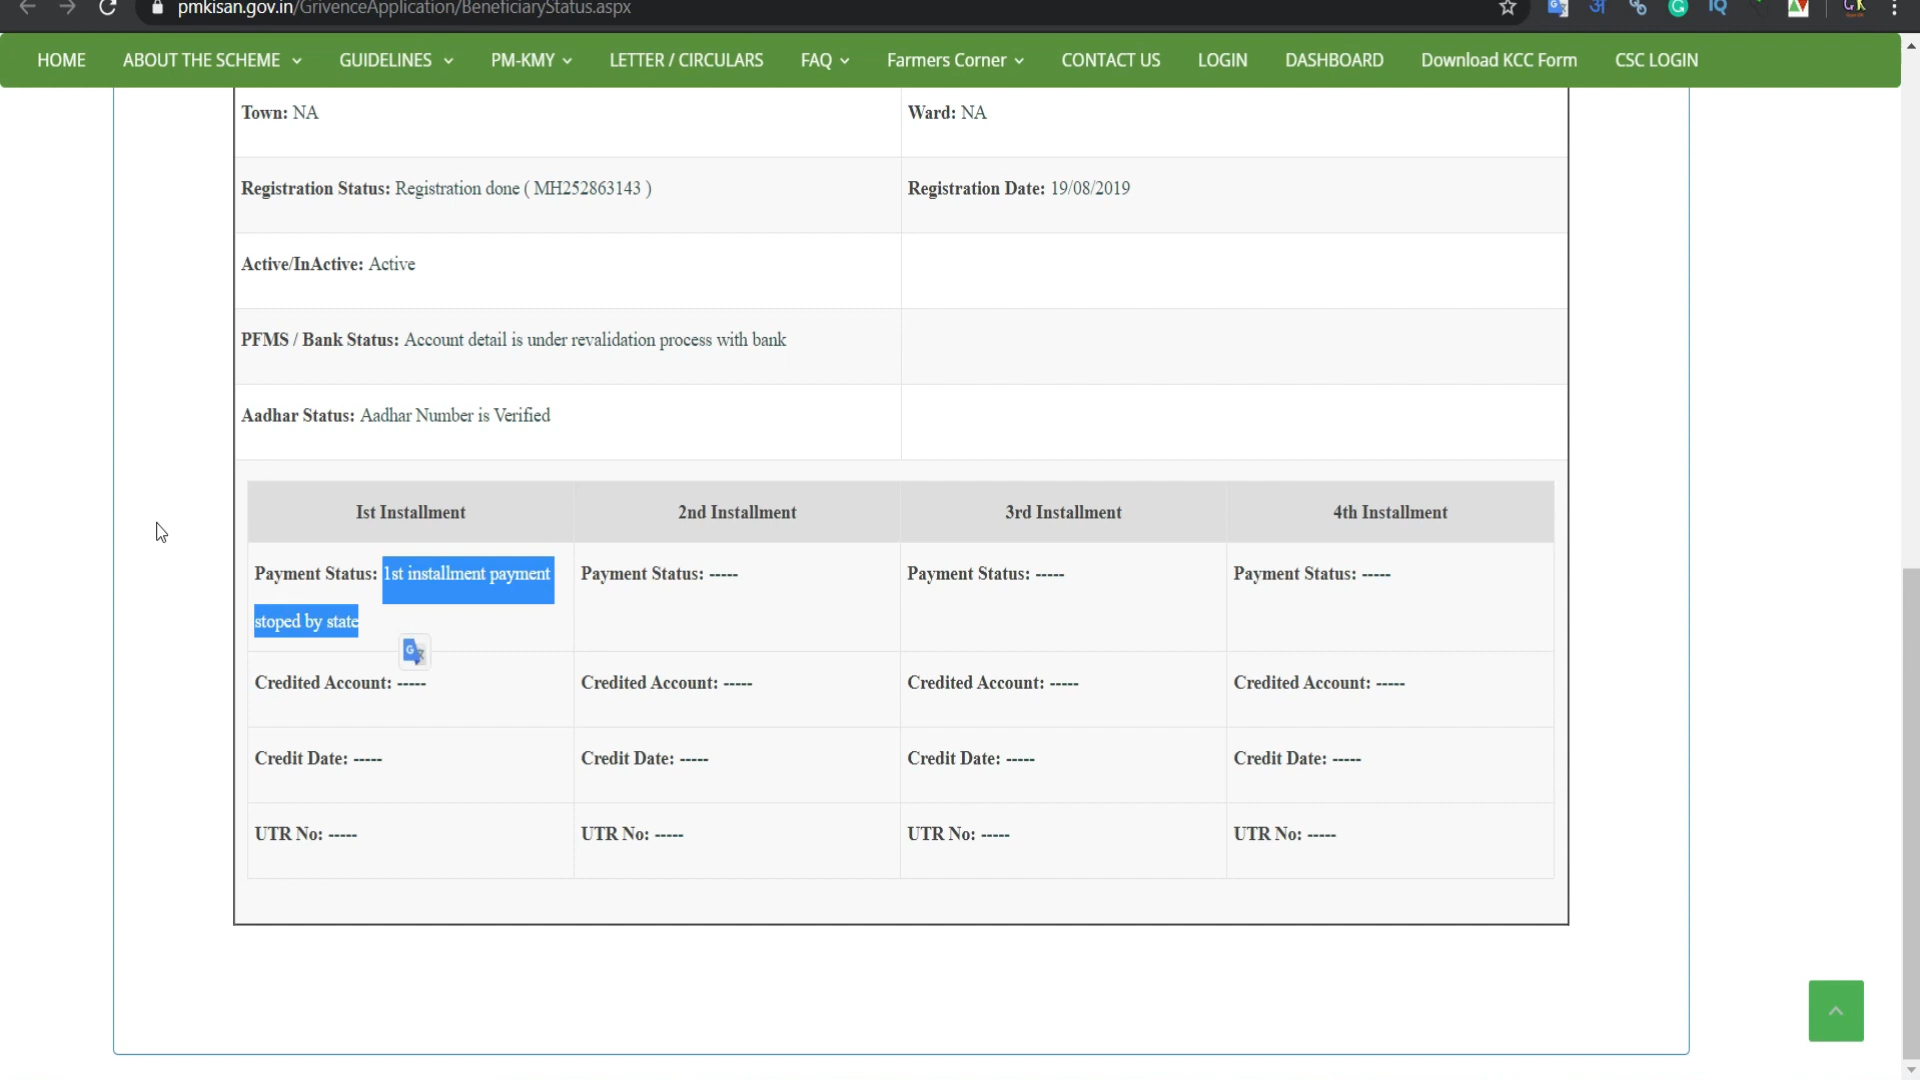 pmkisan.gov.in/GrivenceApplication/BeneficiaryStatus.aspx
HOME ABOUT THE SCHEME GUIDELINES PM-KMY LETTER / CIRCULARS FAQ Farmers Corner CONTACT US LOGIN DASHBOARD Download KCC Form CSC LOGIN
Town: NA Ward: NA
Registration Status: Registration done ( MH252863143 ) Registration Date: 19/08/2019
Active/InActive: Active
PFMS / Bank Status: Account detail is under revalidation process with bank
Aadhar Status: Aadhar Number is Verified
Ist Installment 2nd Installment 3rd Installment 4th Installment
Payment Status: 1st installment payment Payment Status: ----- Payment Status: ----- Payment Status: -----
stoped by state
Credited Account: ----- Credited Account: ----- Credited Account: ----- Credited Account: -----
Credit Date: ----- Credit Date: ----- Credit Date: ----- Credit Date: -----
UTR No: ----- UTR No: ----- UTR No: ----- UTR No: -----